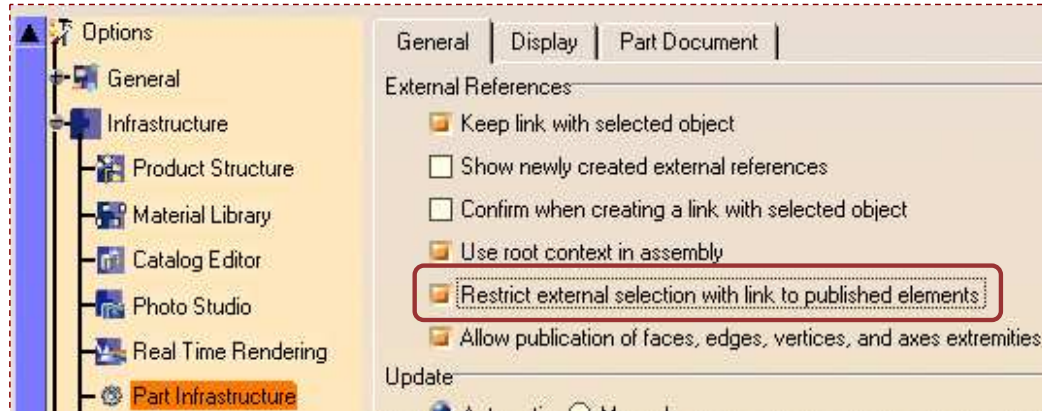 Options
General
Infrastructure
Product Structure
Material Library
Catalog Editor
Photo Studio
Real Time Rendering
Part Infrastructure
General Display Part Document
External References
Keep link with selected object
Show newly created external references
Confirm when creating a link with selected object
Use root context in assembly
Restrict external selection with link to published elements
Allow publication of faces, edges, vertices, and axes extremities
Update